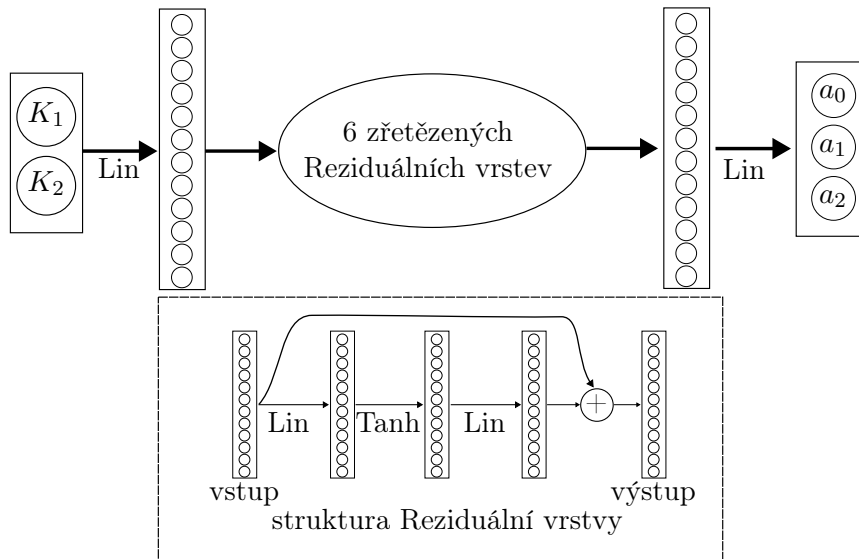 K₁
K₂
Lin
6 zřetězených
Reziduálních vrstev
Lin
a₀
a₁
a₂
Lin
Tanh
Lin
+
vstup
výstup
struktura Reziduální vrstvy